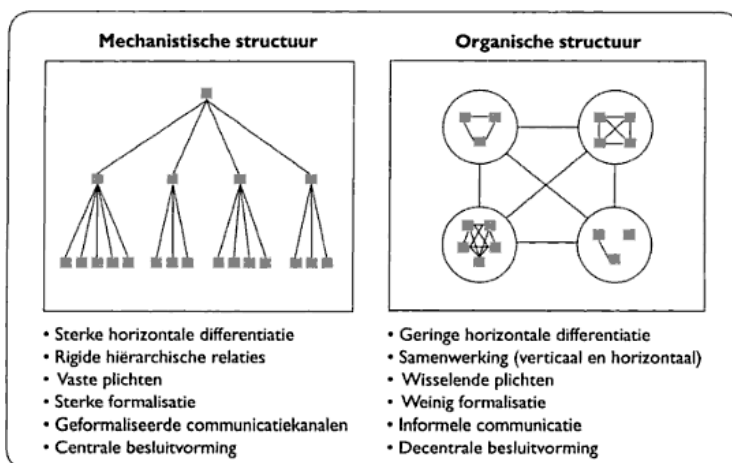 Mechanistische structuur
• Sterke horizontale differentiatie
• Rigide hiërarchische relaties
• Vaste plichten
• Sterke formalisatie
• Geformaliseerde communicatiekanalen
• Centrale besluitvorming
Organische structuur
• Geringe horizontale differentiatie
• Samenwerking (verticaal en horizontaal)
• Wisselende plichten
• Weinig formalisatie
• Informele communicatie
• Decentrale besluitvorming